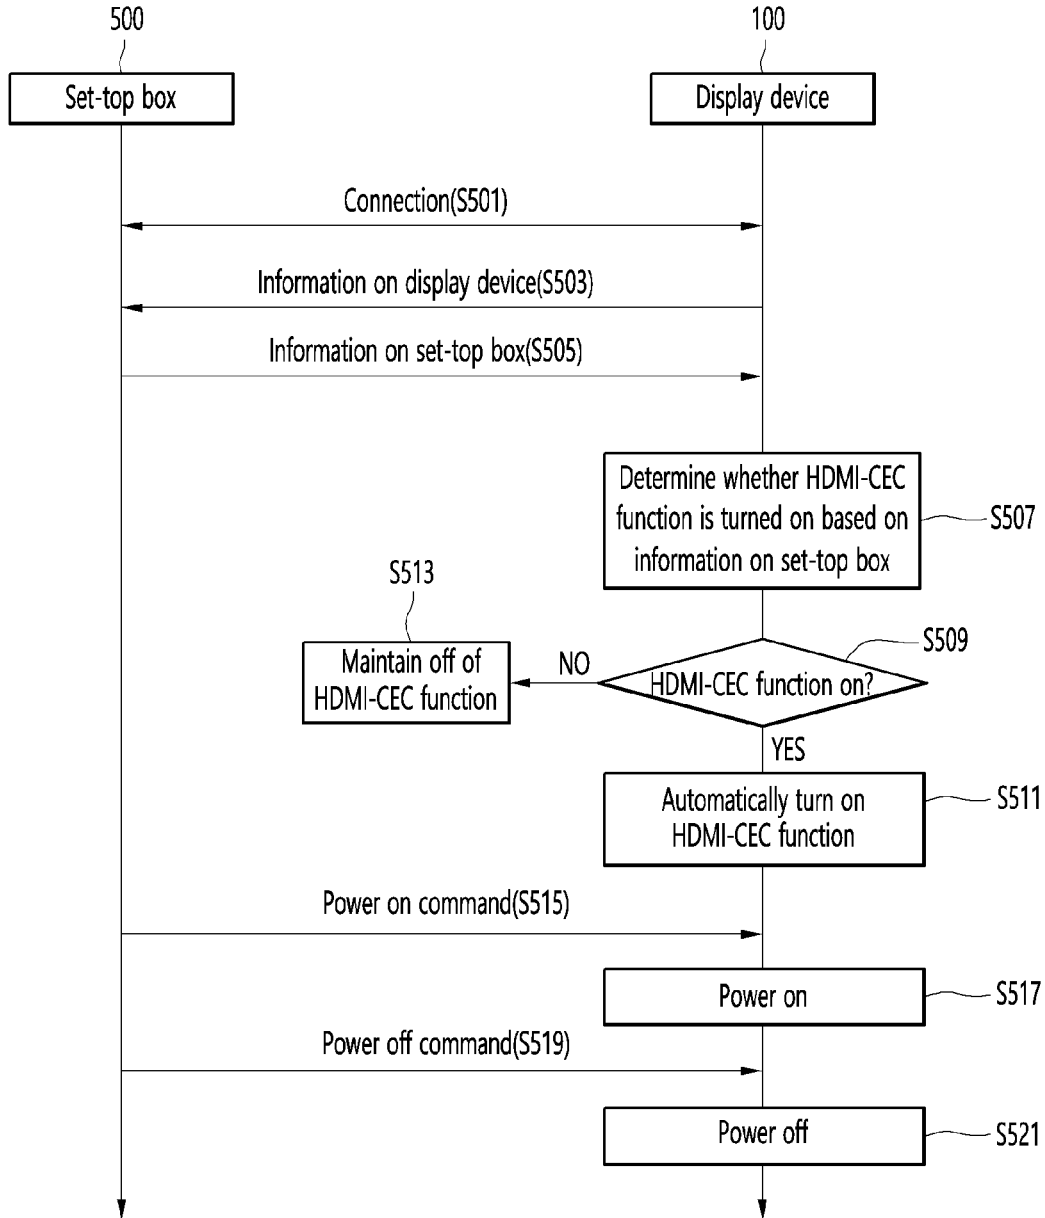 500
100
Set-top box
Display device
Connection(S501)
Information on display device(S503)
Information on set-top box(S505)
Determine whether HDMI-CEC
function is turned on based on
information on set-top box
S507
S513
S509
Maintain off of
HDMI-CEC function
NO
HDMI-CEC function on?
YES
Automatically turn on
HDMI-CEC function
S511
Power on command(S515)
Power on
S517
Power off command(S519)
Power off
S521